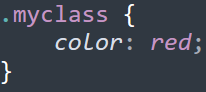 .myclass {
    color: red;
}